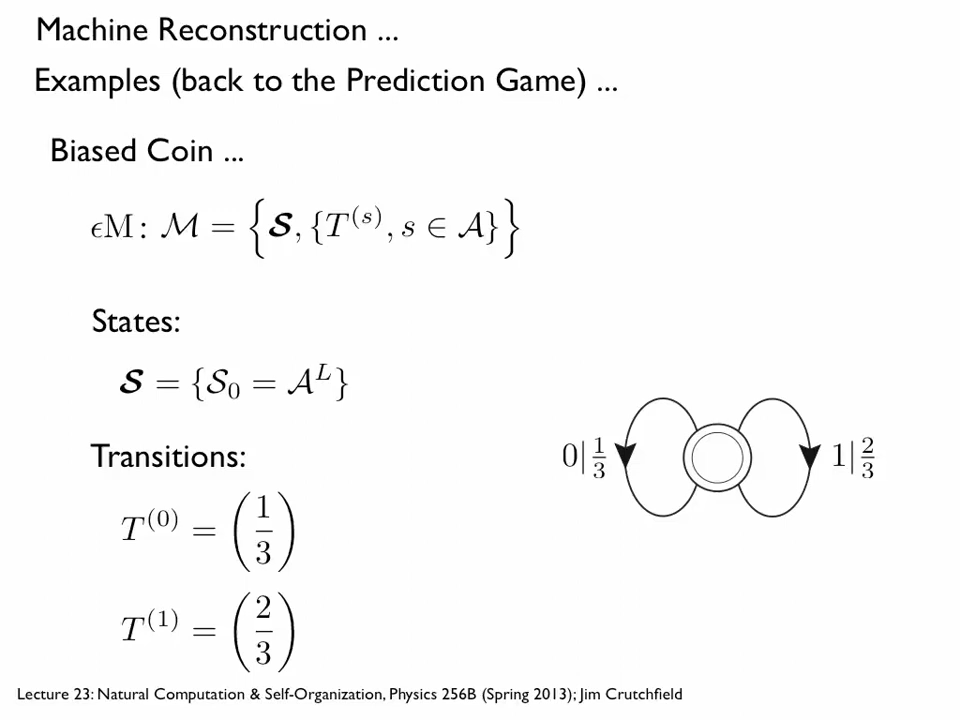 Machine Reconstruction ...
Examples (back to the Prediction Game) ...
Biased Coin ...
ϵM: ℳ = {𝓢, {T^(s), s ∈ 𝒜}}
States:
𝓢 = {𝒮₀ = 𝒜^L}
Transitions:
0|1/3
1|2/3
T^(0) = (1/3)
T^(1) = (2/3)
Lecture 23: Natural Computation & Self-Organization, Physics 256B (Spring 2013); Jim Crutchfield